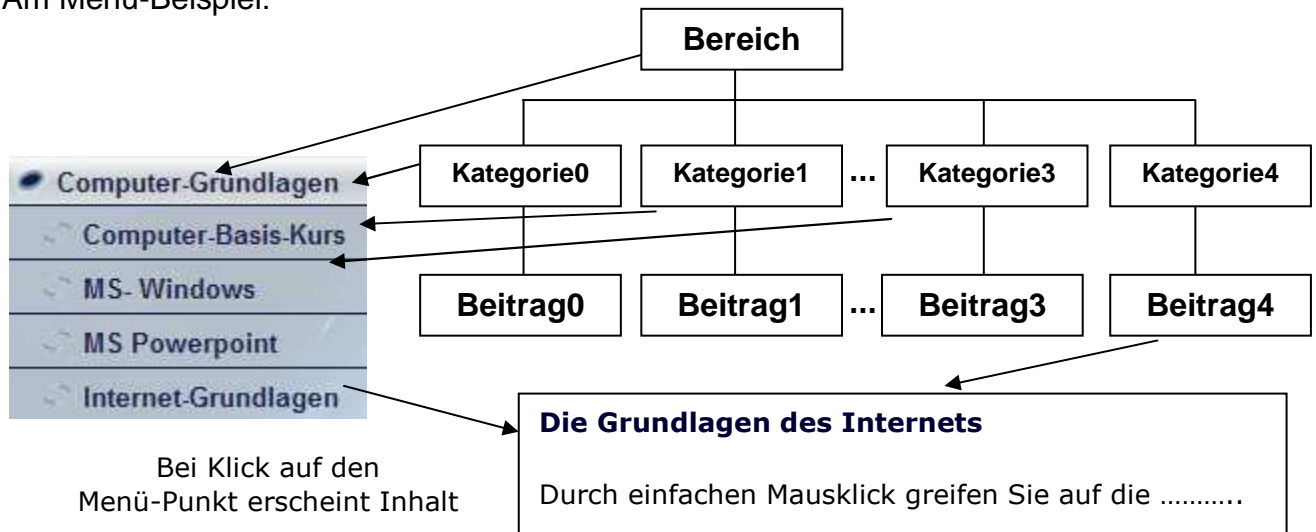 Am Menü-Beispiel:
Bereich
Kategorie0 Kategorie1 ... Kategorie3 Kategorie4
Beitrag0 Beitrag1 ... Beitrag3 Beitrag4
Computer-Grundlagen
Computer-Basis-Kurs
MS- Windows
MS Powerpoint
Internet-Grundlagen
Bei Klick auf den
Menü-Punkt erscheint Inhalt
Die Grundlagen des Internets
Durch einfachen Mausklick greifen Sie auf die ………..